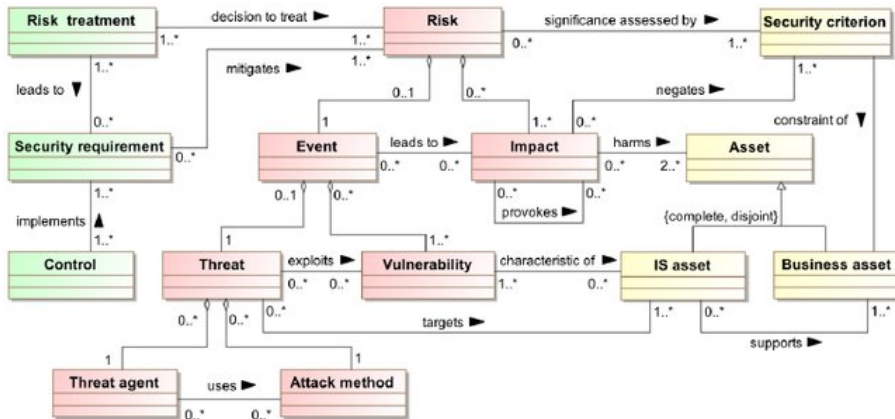 Risk treatment
decision to treat ►
1..*
1..*
Risk
significance assessed by ►
0..*
1..*
Security criterion
1..*
leads to ▼
0..*
mitigates ►
1..*
0..1
0..*
negates ►
1..*
constraint of ▼
Security requirement
0..*
1
Event
leads to ►
0..*
0..*
1..*
0..*
Impact
harms ►
0..*
2..*
Asset
1..*
implements ▲
1..*
0..1
0..*
0..*
0..*
provokes ►
{complete, disjoint}
Control
1
Threat
exploits ►
0..*
0..*
1..*
Vulnerability
characteristic of ►
1..*
0..*
IS asset
Business asset
0..*
0..*
0..*
targets ►
1..*
0..*
supports ►
1..*
1
Threat agent
uses ►
0..*
0..*
1
Attack method